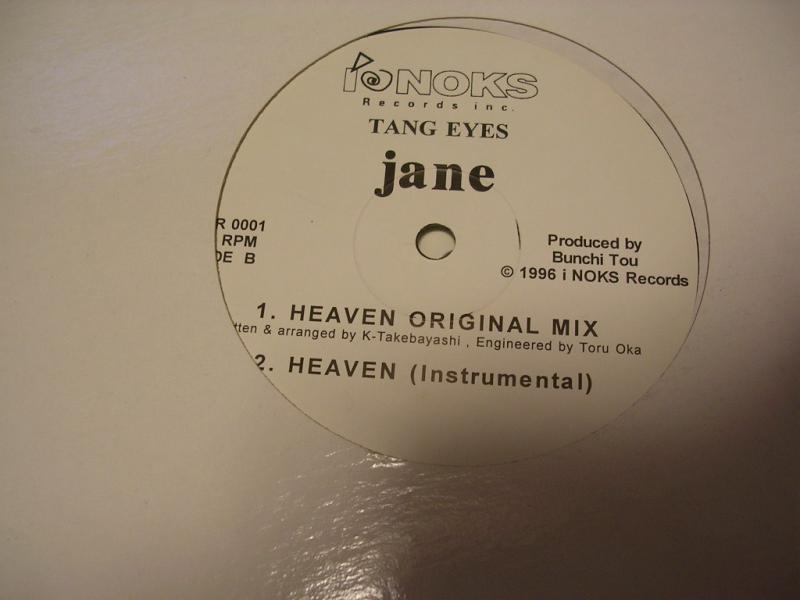 i@NOKS
Records inc.
TANG EYES
jane
R 0001
RPM
DE B
Produced by
Bunchi Tou
© 1996 i NOKS Records
1. HEAVEN ORIGINAL MIX
tten & arranged by K-Takebayashi , Engineered by Toru Oka
2. HEAVEN (Instrumental)